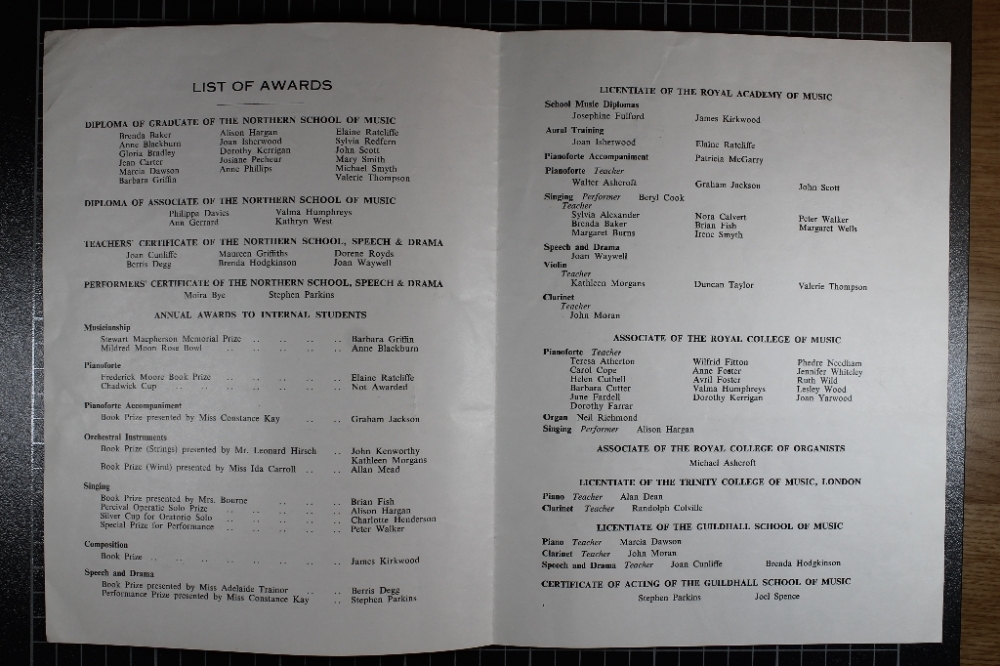 LIST OF AWARDS
DIPLOMA OF GRADUATE OF THE NORTHERN SCHOOL OF MUSIC
Brenda Baker Alison Hargan Elaine Ratcliffe
Anne Blackburn Joan Isherwood Sylvia Redfern
Gloria Bradley Dorothy Kerrigan John Scott
Jean Carter Josiane Pecheur Mary Smith
Marcia Dawson Anne Phillips Michael Smyth
Barbara Griffin Valerie Thompson
DIPLOMA OF ASSOCIATE OF THE NORTHERN SCHOOL OF MUSIC
Philippa Davies Valma Humphreys
Ann Gerrard Kathryn West
TEACHERS' CERTIFICATE OF THE NORTHERN SCHOOL, SPEECH & DRAMA
Joan Cunliffe Maureen Griffiths Dorene Royds
Berris Degg Brenda Hodgkinson Joan Waywell
PERFORMERS' CERTIFICATE OF THE NORTHERN SCHOOL, SPEECH & DRAMA
Moira Bye Stephen Parkins
ANNUAL AWARDS TO INTERNAL STUDENTS
Musicianship
Stewart Macpherson Memorial Prize .. .. .. .. Barbara Griffin
Mildred Moon Rose Bowl .. .. .. .. Anne Blackburn
Pianoforte
Frederick Moore Book Prize .. .. .. .. Elaine Ratcliffe
Chadwick Cup .. .. .. .. .. Not Awarded
Pianoforte Accompaniment
Book Prize presented by Miss Constance Kay .. .. Graham Jackson
Orchestral Instruments
Book Prize (Strings) presented by Mr. Leonard Hirsch .. John Kenworthy
Kathleen Morgans
Book Prize (Wind) presented by Miss Ida Carroll .. .. Allan Mead
Singing
Book Prize presented by Mrs. Bourne .. .. .. Brian Fish
Percival Operatic Solo Prize .. .. .. .. Alison Hargan
Silver Cup for Oratorio Solo .. .. .. .. Charlotte Henderson
Special Prize for Performance .. .. .. .. Peter Walker
Composition
Book Prize .. .. .. .. .. .. James Kirkwood
Speech and Drama
Book Prize presented by Miss Adelaide Trainor .. .. Berris Degg
Performance Prize presented by Miss Constance Kay .. Stephen Parkins
LICENTIATE OF THE ROYAL ACADEMY OF MUSIC
School Music Diplomas
Josephine Fulford James Kirkwood
Aural Training
Joan Isherwood Elaine Ratcliffe
Pianoforte Accompaniment Patricia McGarry
Pianoforte Teacher
Walter Ashcroft Graham Jackson John Scott
Singing Performer Beryl Cook
Teacher
Sylvia Alexander Nora Calvert Peter Walker
Brenda Baker Brian Fish Margaret Wells
Margaret Burns Irene Smyth
Speech and Drama
Joan Waywell
Violin
Teacher
Kathleen Morgans Duncan Taylor Valerie Thompson
Clarinet
Teacher
John Moran
ASSOCIATE OF THE ROYAL COLLEGE OF MUSIC
Pianoforte Teacher
Teresa Atherton Wilfrid Fitton Phedre Needham
Carol Cope Anne Foster Jennifer Whiteley
Helen Cuthell Avril Foster Ruth Wild
Barbara Cutter Valma Humphreys Lesley Wood
June Fardell Dorothy Kerrigan Joan Yarwood
Dorothy Farrar
Organ Neil Richmond
Singing Performer Alison Hargan
ASSOCIATE OF THE ROYAL COLLEGE OF ORGANISTS
Michael Ashcroft
LICENTIATE OF THE TRINITY COLLEGE OF MUSIC, LONDON
Piano Teacher Alan Dean
Clarinet Teacher Randolph Colville
LICENTIATE OF THE GUILDHALL SCHOOL OF MUSIC
Piano Teacher Marcia Dawson
Clarinet Teacher John Moran
Speech and Drama Teacher Joan Cunliffe Brenda Hodgkinson
CERTIFICATE OF ACTING OF THE GUILDHALL SCHOOL OF MUSIC
Stephen Parkins Joel Spence